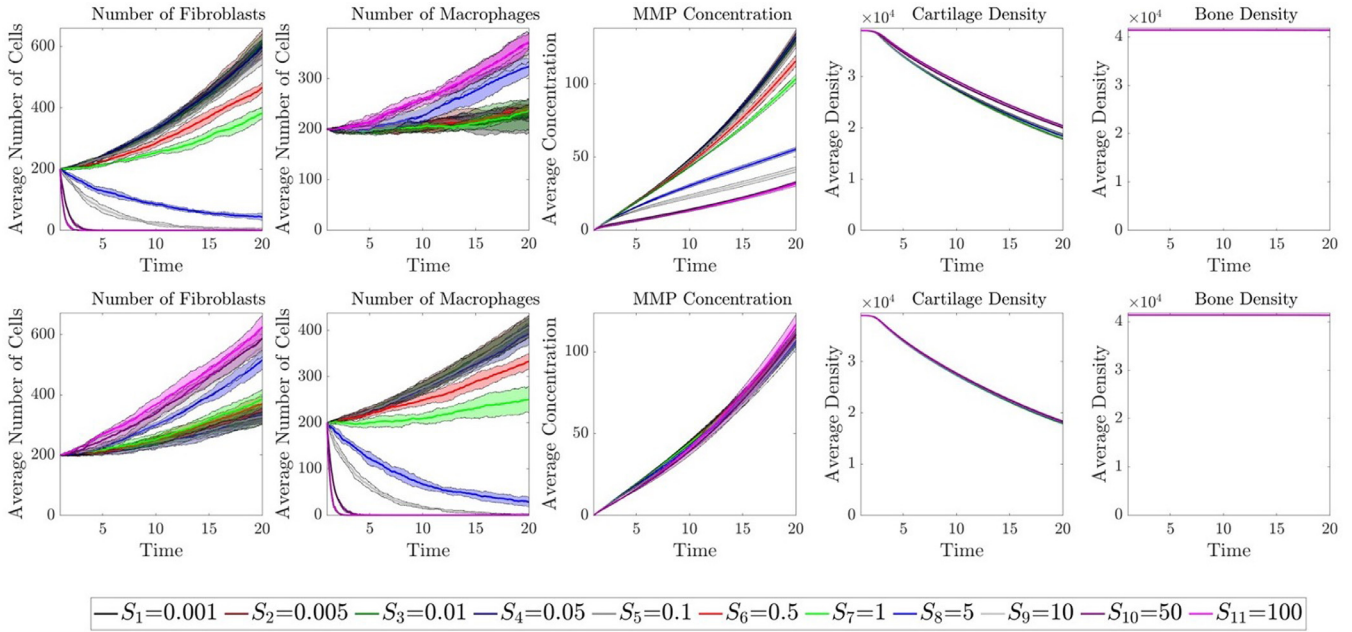 Number of Fibroblasts
Average Number of Cells
600
400
200
0
5 10 15 20
Time
Number of Macrophages
Average Number of Cells
300
200
100
0
5 10 15 20
Time
MMP Concentration
Average Concentration
100
50
0
5 10 15 20
Time
Cartilage Density
×10⁴
Average Density
3
2
1
0
5 10 15 20
Time
Bone Density
×10⁴
Average Density
4
3
2
1
0
5 10 15 20
Time
Number of Fibroblasts
Average Number of Cells
600
400
200
0
5 10 15 20
Time
Number of Macrophages
Average Number of Cells
400
300
200
100
0
5 10 15 20
Time
MMP Concentration
Average Concentration
100
50
0
5 10 15 20
Time
Cartilage Density
×10⁴
Average Density
3
2
1
0
5 10 15 20
Time
Bone Density
×10⁴
Average Density
4
3
2
1
0
5 10 15 20
Time
S₁=0.001 S₂=0.005 S₃=0.01 S₄=0.05 S₅=0.1 S₆=0.5 S₇=1 S₈=5 S₉=10 S₁₀=50 S₁₁=100